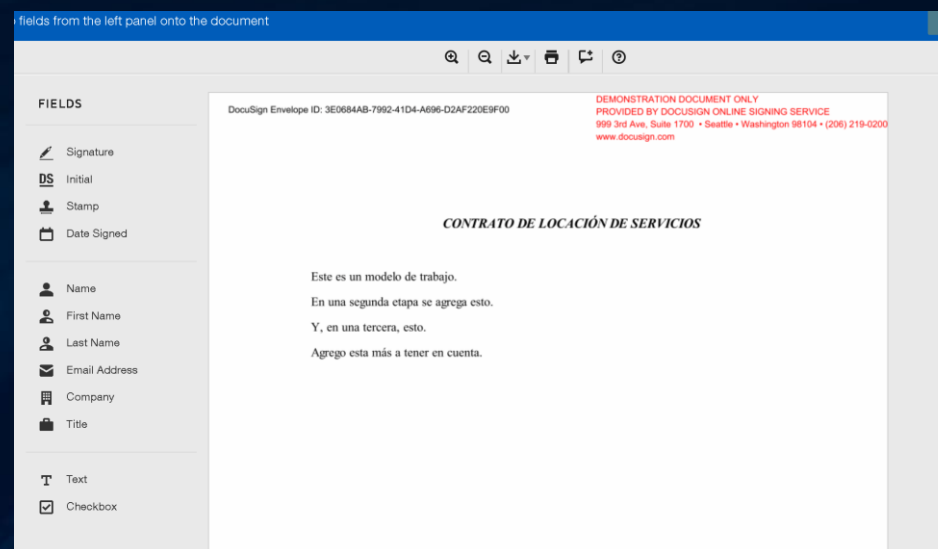 fields from the left panel onto the document
FIELDS
Signature
DS Initial
Stamp
Date Signed
Name
First Name
Last Name
Email Address
Company
Title
T Text
Checkbox
DocuSign Envelope ID: 3E0684AB-7992-41D4-A696-D2AF220E9F00
DEMONSTRATION DOCUMENT ONLY
PROVIDED BY DOCUSIGN ONLINE SIGNING SERVICE
999 3rd Ave, Suite 1700 • Seattle • Washington 98104 • (206) 219-0200
www.docusign.com
CONTRATO DE LOCACIÓN DE SERVICIOS
Este es un modelo de trabajo.
En una segunda etapa se agrega esto.
Y, en una tercera, esto.
Agrego esta más a tener en cuenta.